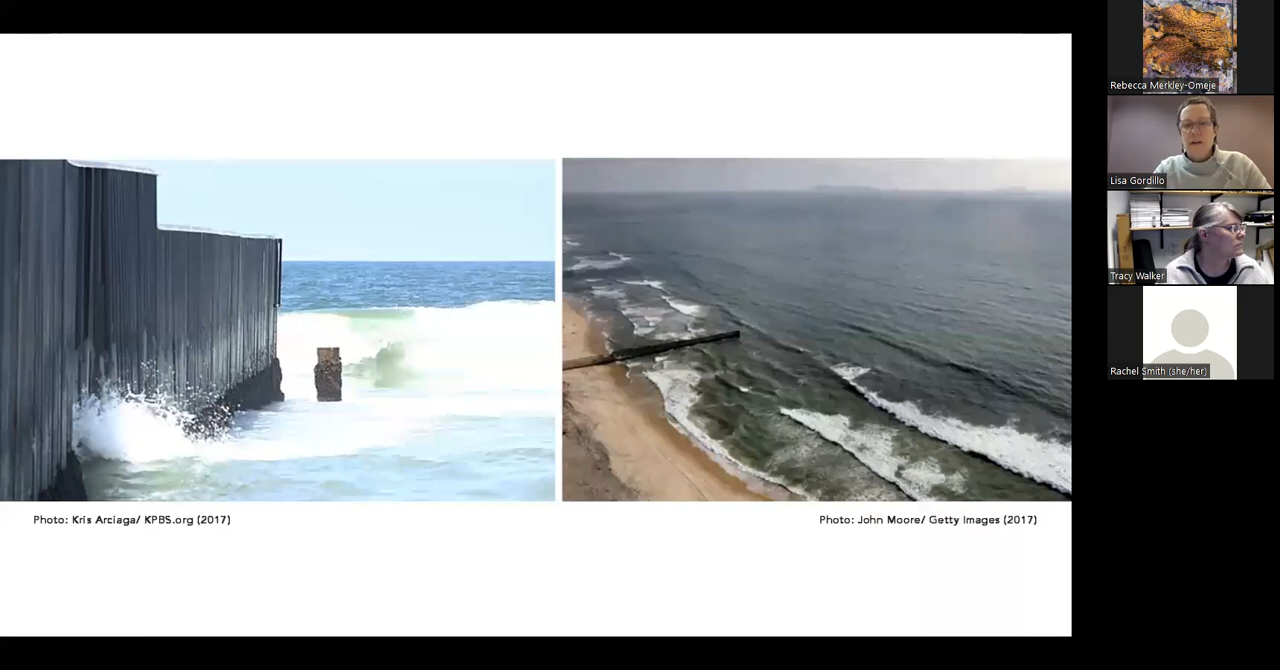 Photo: Kris Arciaga/ KPBS.org (2017)
Photo: John Moore/ Getty Images (2017)
Rebecca Merkley-Omeje
Lisa Gordillo
Tracy Walker
Rachel Smith (she/her)